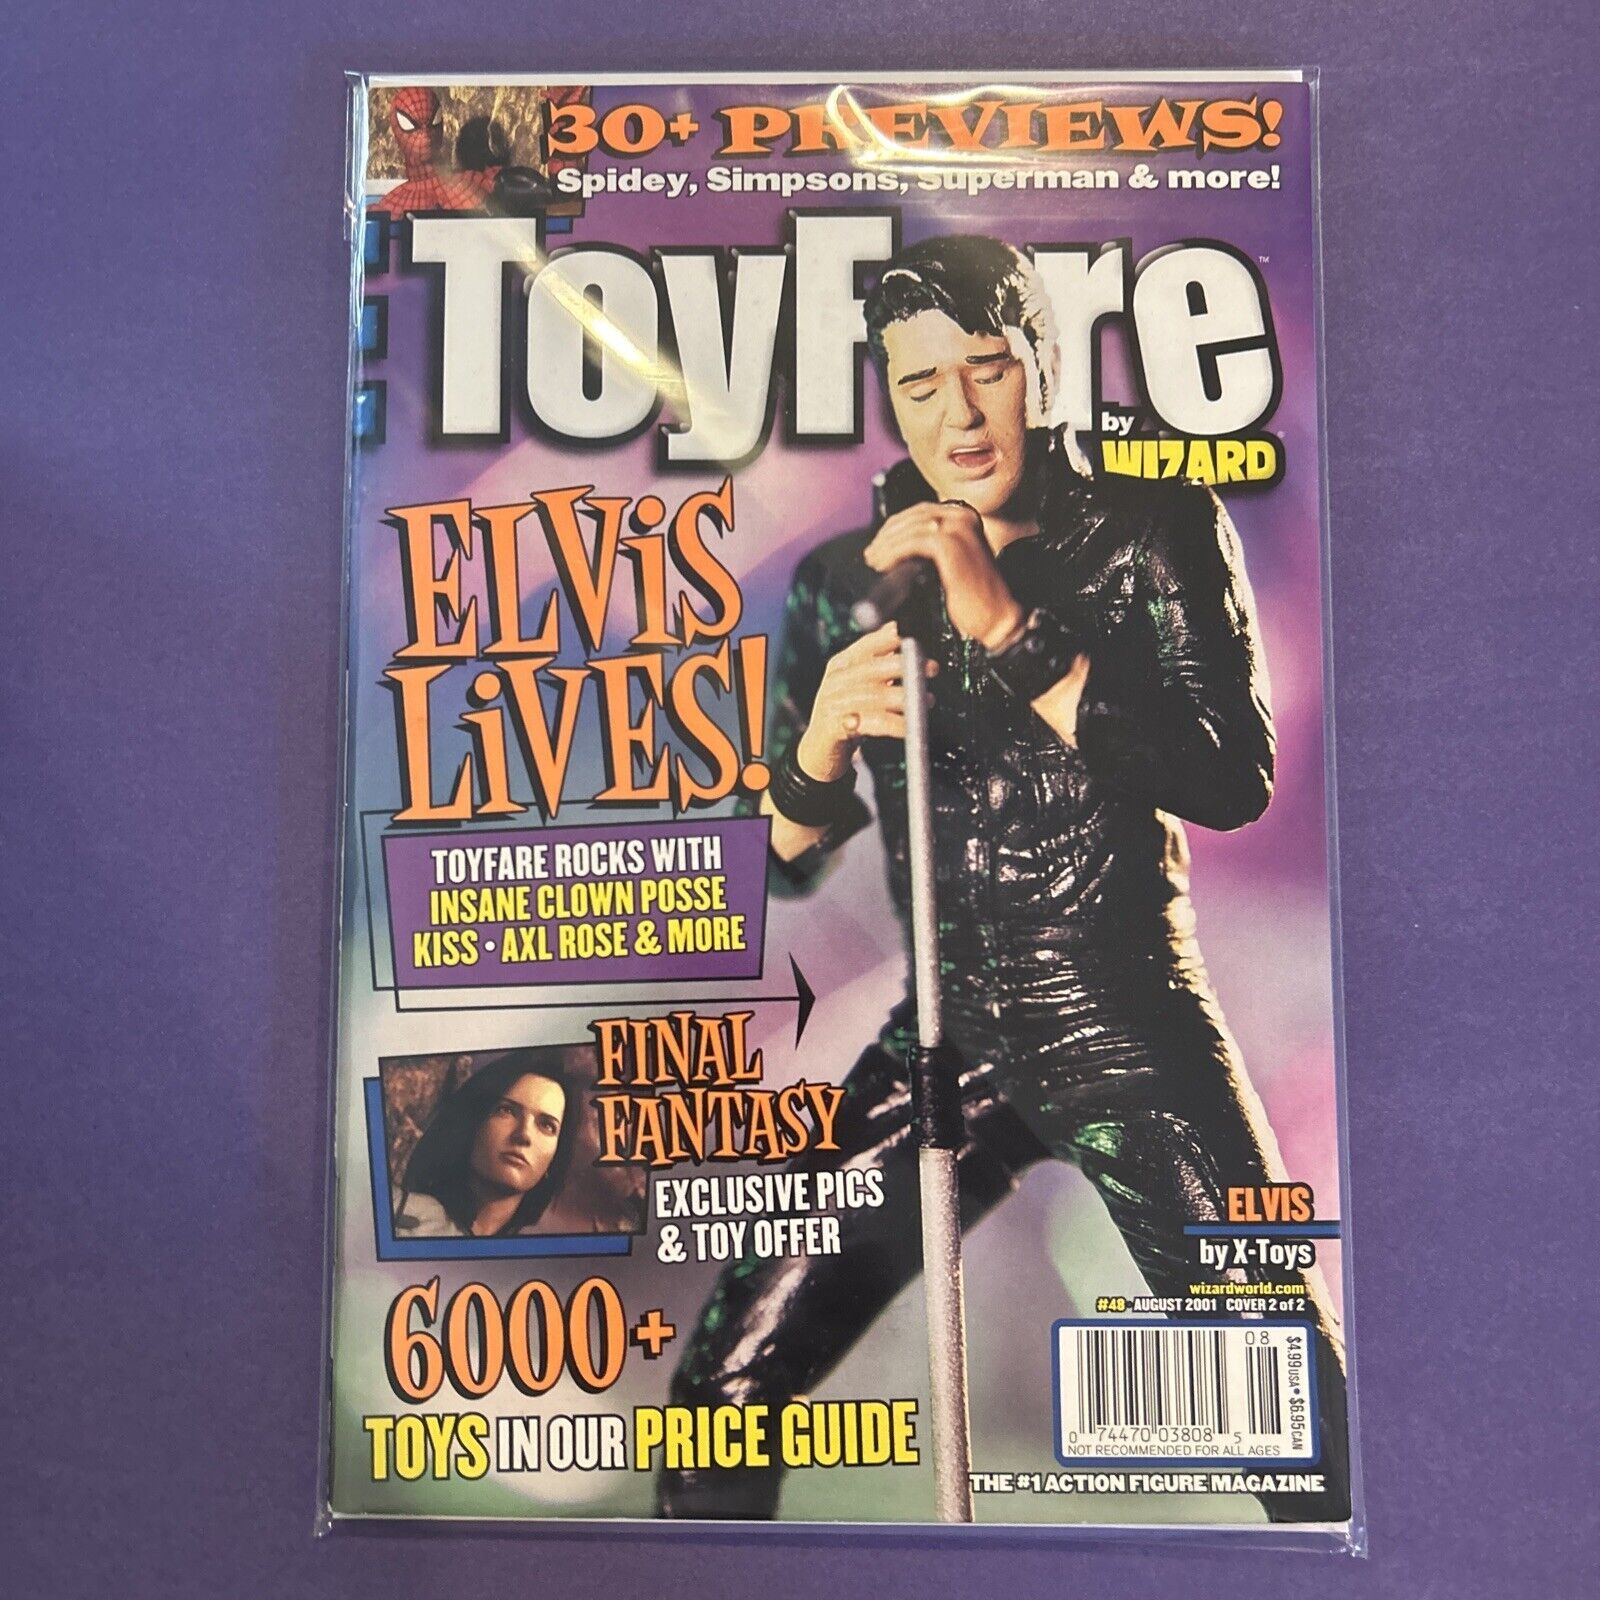 30+ PREVIEWS!
Spidey, Simpsons, Superman & more!
ToyFare™
by
WIZARD
ELViS
LiVES!
TOYFARE ROCKS WITH
INSANE CLOWN POSSE
KISS • AXL ROSE & MORE
FINAL
FANTASY
EXCLUSIVE PICS
& TOY OFFER
ELVIS
by X-Toys
wizardworld.com
#48 • AUGUST 2001 COVER 2 of 2
6000+
TOYS IN OUR PRICE GUIDE
08
$4.99USA • $6.95CAN
0 74470 03808 5
NOT RECOMMENDED FOR ALL AGES
THE #1 ACTION FIGURE MAGAZINE